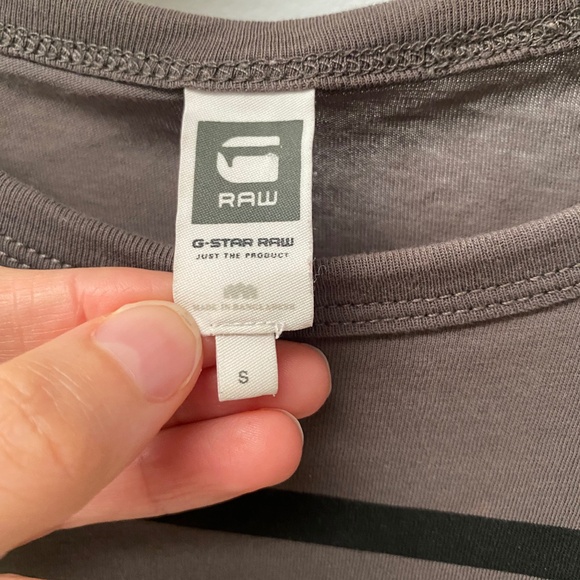 G
RAW
G-STAR RAW
JUST THE PRODUCT
MADE IN BANGLADESH
S